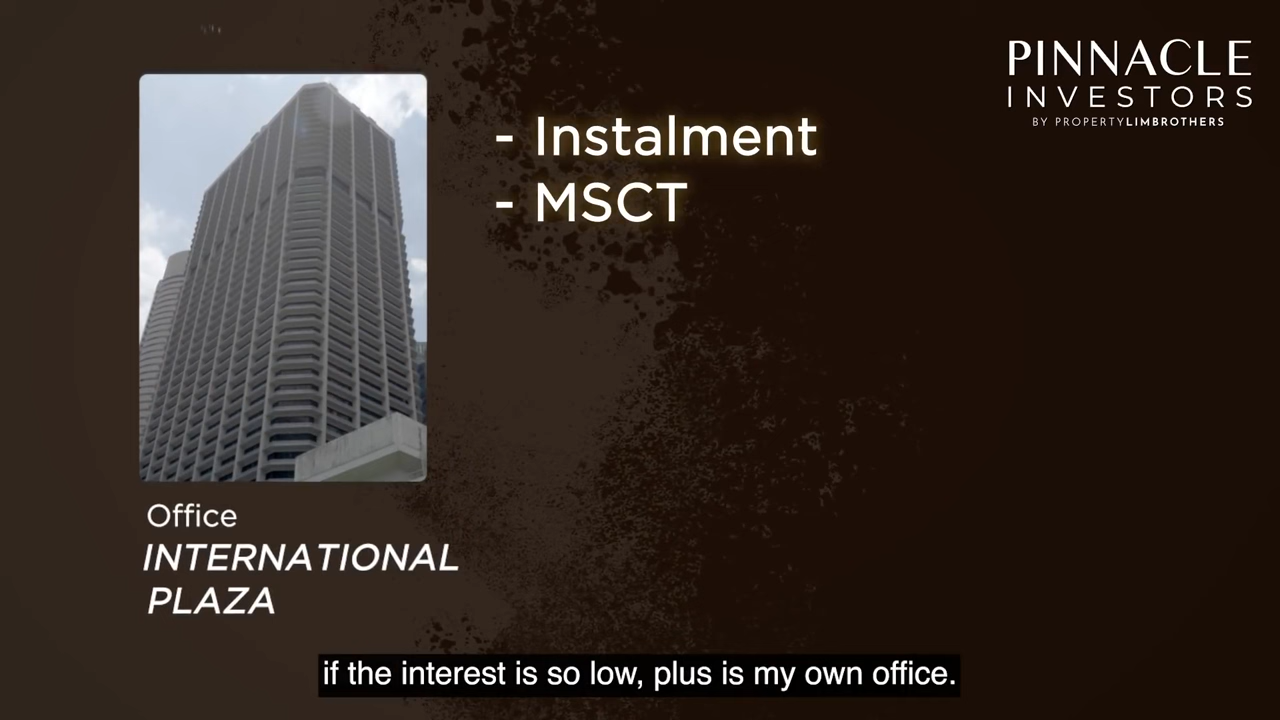 PINNACLE
INVESTORS
BY PROPERTYLIMBROTHERS
- Instalment
- MSCT
Office
INTERNATIONAL
PLAZA
if the interest is so low, plus is my own office.